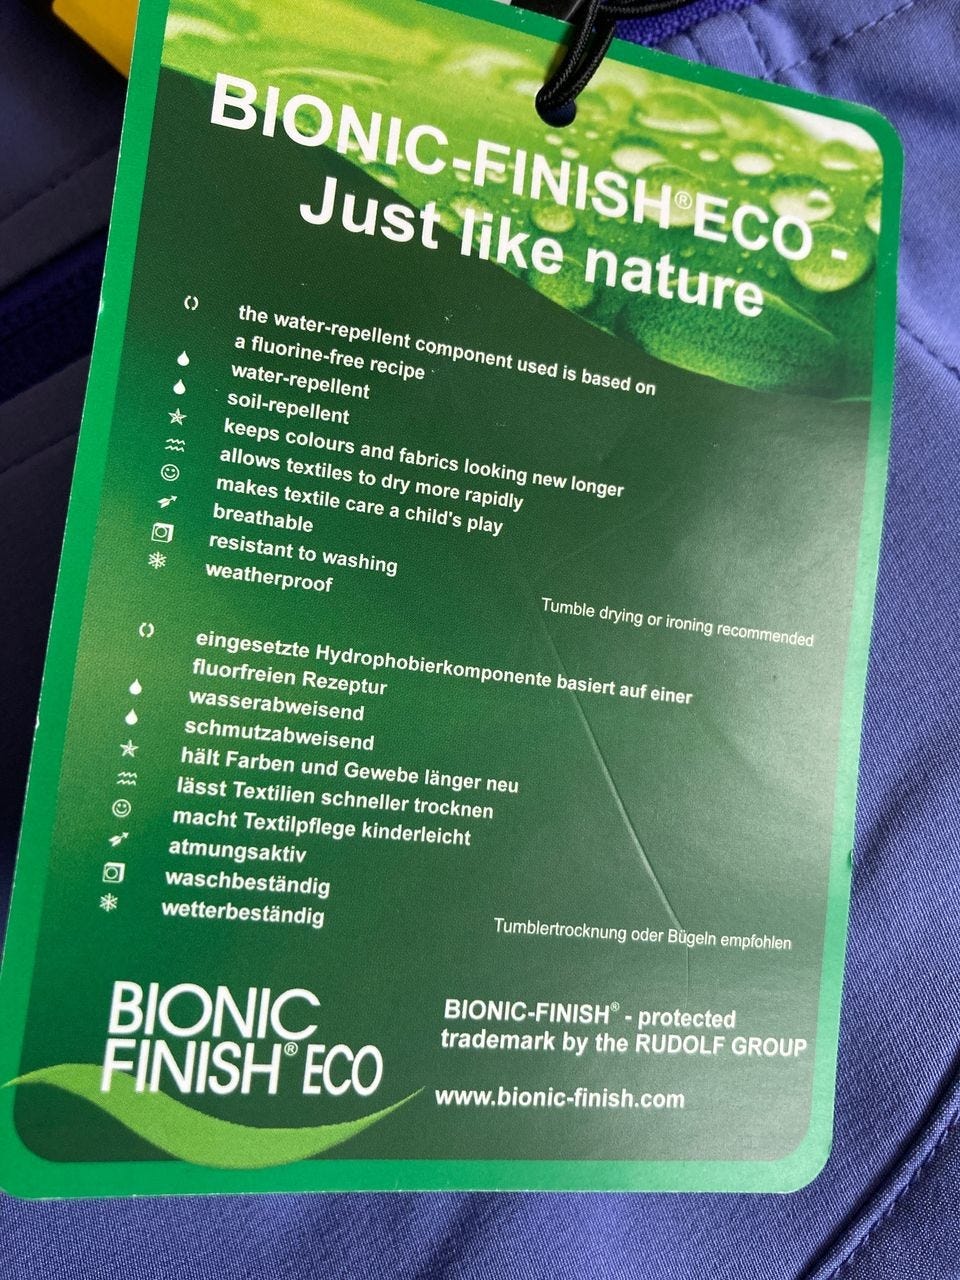 BIONIC-FINISH®ECO -
Just like nature
the water-repellent component used is based on
a fluorine-free recipe
water-repellent
soil-repellent
keeps colours and fabrics looking new longer
allows textiles to dry more rapidly
makes textile care a child's play
breathable
resistant to washing
weatherproof
Tumble drying or ironing recommended
eingesetzte Hydrophobierkomponente basiert auf einer
fluorfreien Rezeptur
wasserabweisend
schmutzabweisend
hält Farben und Gewebe länger neu
lässt Textilien schneller trocknen
macht Textilpflege kinderleicht
atmungsaktiv
waschbeständig
wetterbeständig
Tumblertrocknung oder Bügeln empfohlen
BIONIC
FINISH® ECO
BIONIC-FINISH® - protected
trademark by the RUDOLF GROUP
www.bionic-finish.com